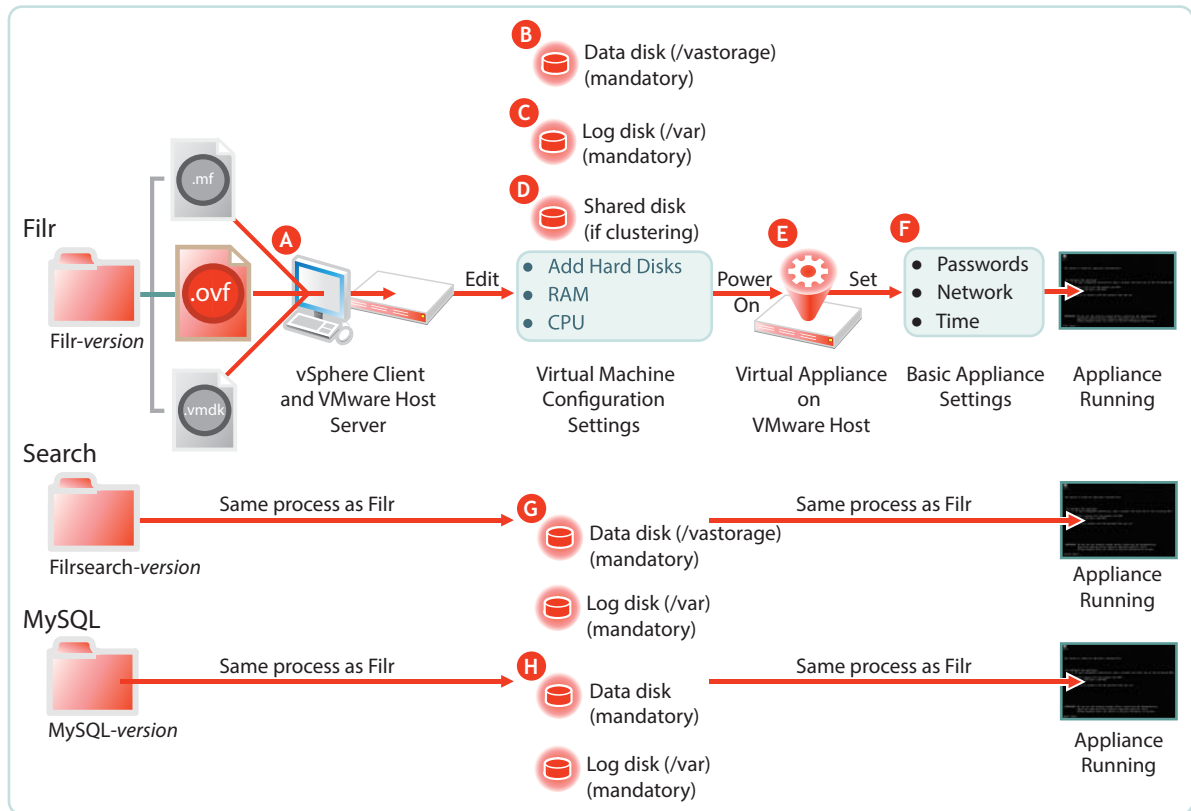 B
Data disk (/vastorage)
(mandatory)
C
Log disk (/var)
(mandatory)
D
Shared disk
(if clustering)
Filr
.mf
.ovf
.vmdk
Filr-version
A
vSphere Client
and VMware Host
Server
Edit
• Add Hard Disks
• RAM
• CPU
Virtual Machine
Configuration
Settings
Power
On
E
Virtual Appliance
on
VMware Host
Set
F
• Passwords
• Network
• Time
Basic Appliance
Settings
Appliance
Running
Search
Filrsearch-version
Same process as Filr
G
Data disk (/vastorage)
(mandatory)
Log disk (/var)
(mandatory)
Same process as Filr
Appliance
Running
MySQL
MySQL-version
Same process as Filr
H
Data disk
(mandatory)
Log disk (/var)
(mandatory)
Same process as Filr
Appliance
Running